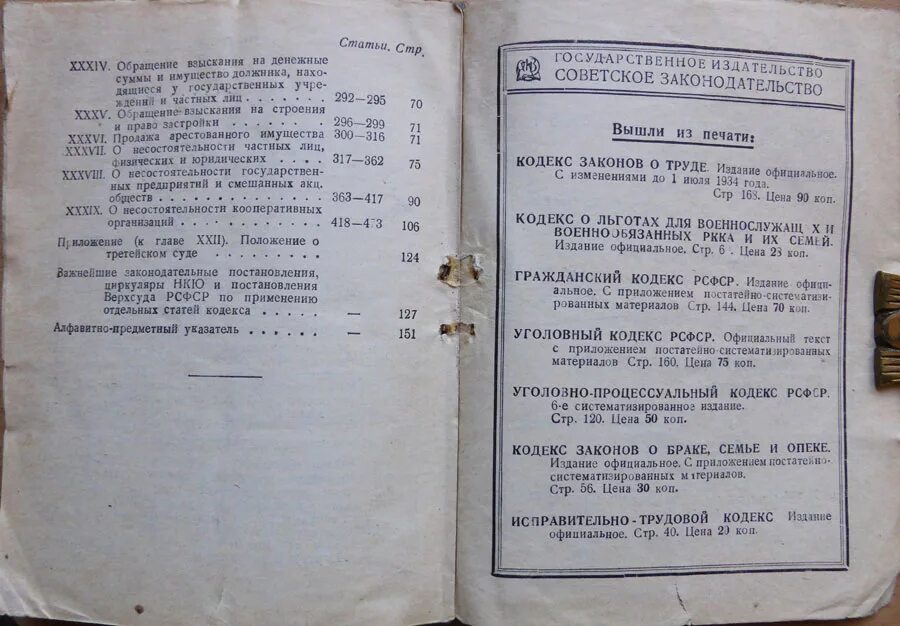 Статьи. Стр.
XXXIV. Обращение взыскания на денежные
суммы и имущество должника, нахо-
дящиеся у государственных учре-
ждений и частных лиц . . . . . . . 292—295 70
XXXV. Обращение взыскания на строения
и право застройки . . . . . . . 296—299 71
XXXVI. Продажа арестованного имущества 300—316 71
XXXVII. О несостоятельности частных лиц,
физических и юридических . . . . 317—362 75
XXXVIII. О несостоятельности государствен-
ных предприятий и смешанных акц.
обществ . . . . . . . . . . . . . 363—417 90
XXXIX. О несостоятельности кооперативных
организаций . . . . . . . . . . . 418—473 106
Приложение (к главе XXII). Положение о
третейском суде . . . . . . . . . 124
Важнейшие законодательные постановления,
циркуляры НКЮ и постановления
Верхсуда РСФСР по применению
отдельных статей кодекса . . . . . — 127
Алфавитно-предметный указатель . . . . . . — 151
ГОСУДАРСТВЕННОЕ ИЗДАТЕЛЬСТВО
СОВЕТСКОЕ ЗАКОНОДАТЕЛЬСТВО
Вышли из печати:
КОДЕКС ЗАКОНОВ О ТРУДЕ. Издание официальное.
С изменениями до 1 июля 1934 года.
Стр 168. Цена 90 коп.
КОДЕКС О ЛЬГОТАХ ДЛЯ ВОЕННОСЛУЖАЩ Х И
ВОЕННООБЯЗАННЫХ РККА И ИХ СЕМЕЙ.
Издание официальное. Стр. 6 . Цена 23 коп.
ГРАЖДАНСКИЙ КОДЕКС РСФСР. Издание офици-
альное. С приложением постатейно-системати-
зированных материалов Стр. 144. Цена 70 коп.
УГОЛОВНЫЙ КОДЕКС РСФСР. Официальный текст
с приложением постатейно-систематизированных
материалов Стр. 160. Цена 75 коп.
УГОЛОВНО-ПРОЦЕССУАЛЬНЫЙ КОДЕКС РСФСР.
6-е систематизированное издание.
Стр. 120. Цена 50 коп.
КОДЕКС ЗАКОНОВ О БРАКЕ, СЕМЬЕ И ОПЕКЕ.
Издание официальное. С приложением постатейно-
систематизированных материалов.
Стр. 56. Цена 30 коп.
ИСПРАВИТЕЛЬНО-ТРУДОВОЙ КОДЕКС Издание
официальное. Стр. 40. Цена 20 коп.